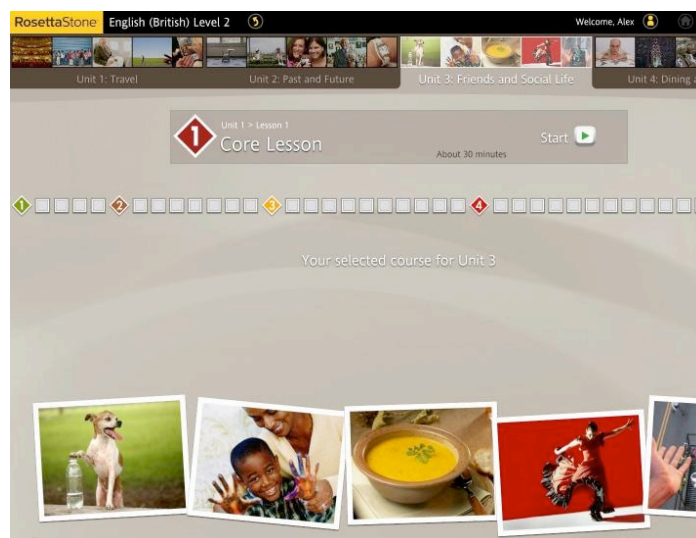 RosettaStone English (British) Level 2 Welcome, Alex
Unit 1: Travel Unit 2: Past and Future Unit 3: Friends and Social Life Unit 4: Dining
1
Unit 1 > Lesson 1
Core Lesson
Start
About 30 minutes
1 2 3 4
Your selected course for Unit 3